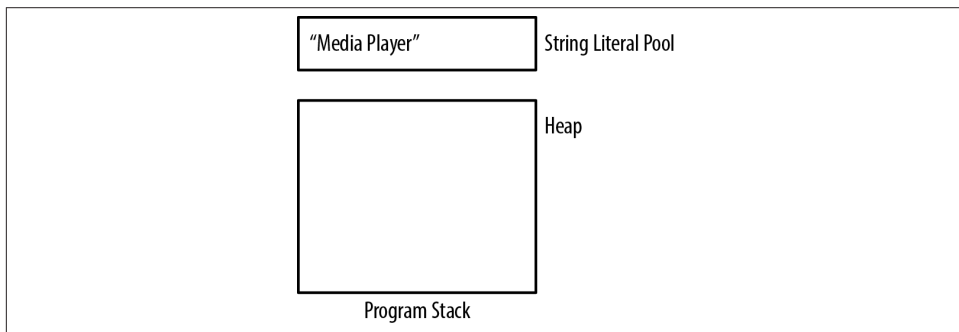 “Media Player”
String Literal Pool
Heap
Program Stack